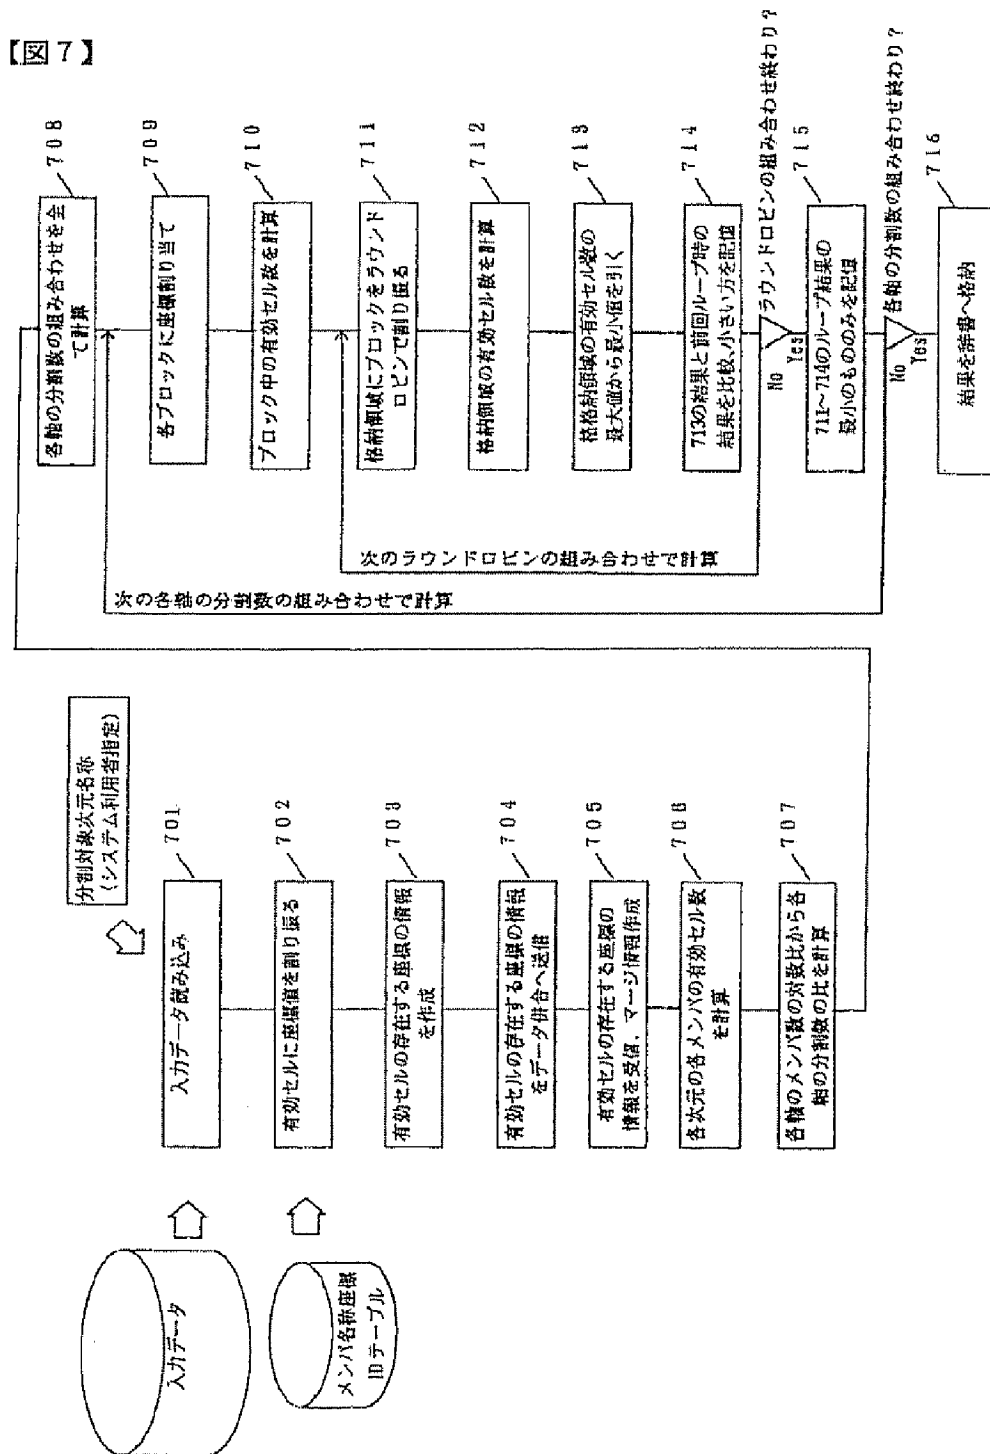 【図7】
入力データ
メンバ名称座標
IDテーブル
分割対象次元名称
（システム利用者指定）
701
入力データ読み込み
702
有効セルに座標値を割り振る
703
有効セルの存在する座標の情報
を作成
704
有効セルの存在する座標の情報
をデータ併合へ送信
705
有効セルの存在する座標の
情報を受信、マージ情報作成
706
各次元の各メンバの有効セル数
を計算
707
各軸のメンバ数の対数比から各
軸の分割数の比を計算
708
各軸の分割数の組み合わせを全
て計算
709
各ブロックに座標割り当て
710
ブロック中の有効セル数を計算
711
格納領域にブロックをラウンド
ロビンで割り振る
712
格納領域の有効セル数を計算
713
格格納領域の有効セル数の
最大値から最小値を引く
714
713の結果と前回ループ時の
結果を比較、小さい方を記憶
ラウンドロビンの組み合わせ終わり？
No
Yes
次のラウンドロビンの組み合わせで計算
715
711～714のループ結果の
最小のもののみを記憶
各軸の分割数の組み合わせ終わり？
No
Yes
次の各軸の分割数の組み合わせで計算
716
結果を辞書へ格納